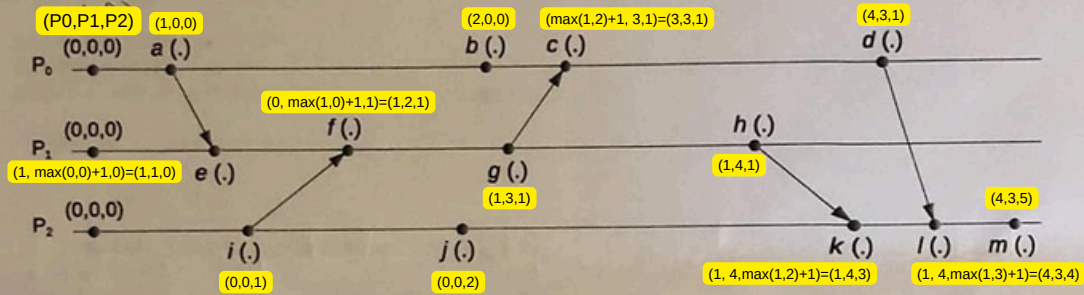 (P0,P1,P2)
(1,0,0)
(2,0,0)
(max(1,2)+1, 3,1)=(3,3,1)
(4,3,1)
(0,0,0)
a (.)
b (.)
c (.)
d (.)
P₀
(0, max(1,0)+1,1)=(1,2,1)
(0,0,0)
f (.)
h (.)
P₁
(1, max(0,0)+1,0)=(1,1,0)
e (.)
g (.)
(1,4,1)
(1,3,1)
(4,3,5)
(0,0,0)
P₂
i (.)
j (.)
k (.)
l (.)
m (.)
(0,0,1)
(0,0,2)
(1, 4,max(1,2)+1)=(1,4,3)
(1, 4,max(1,3)+1)=(4,3,4)